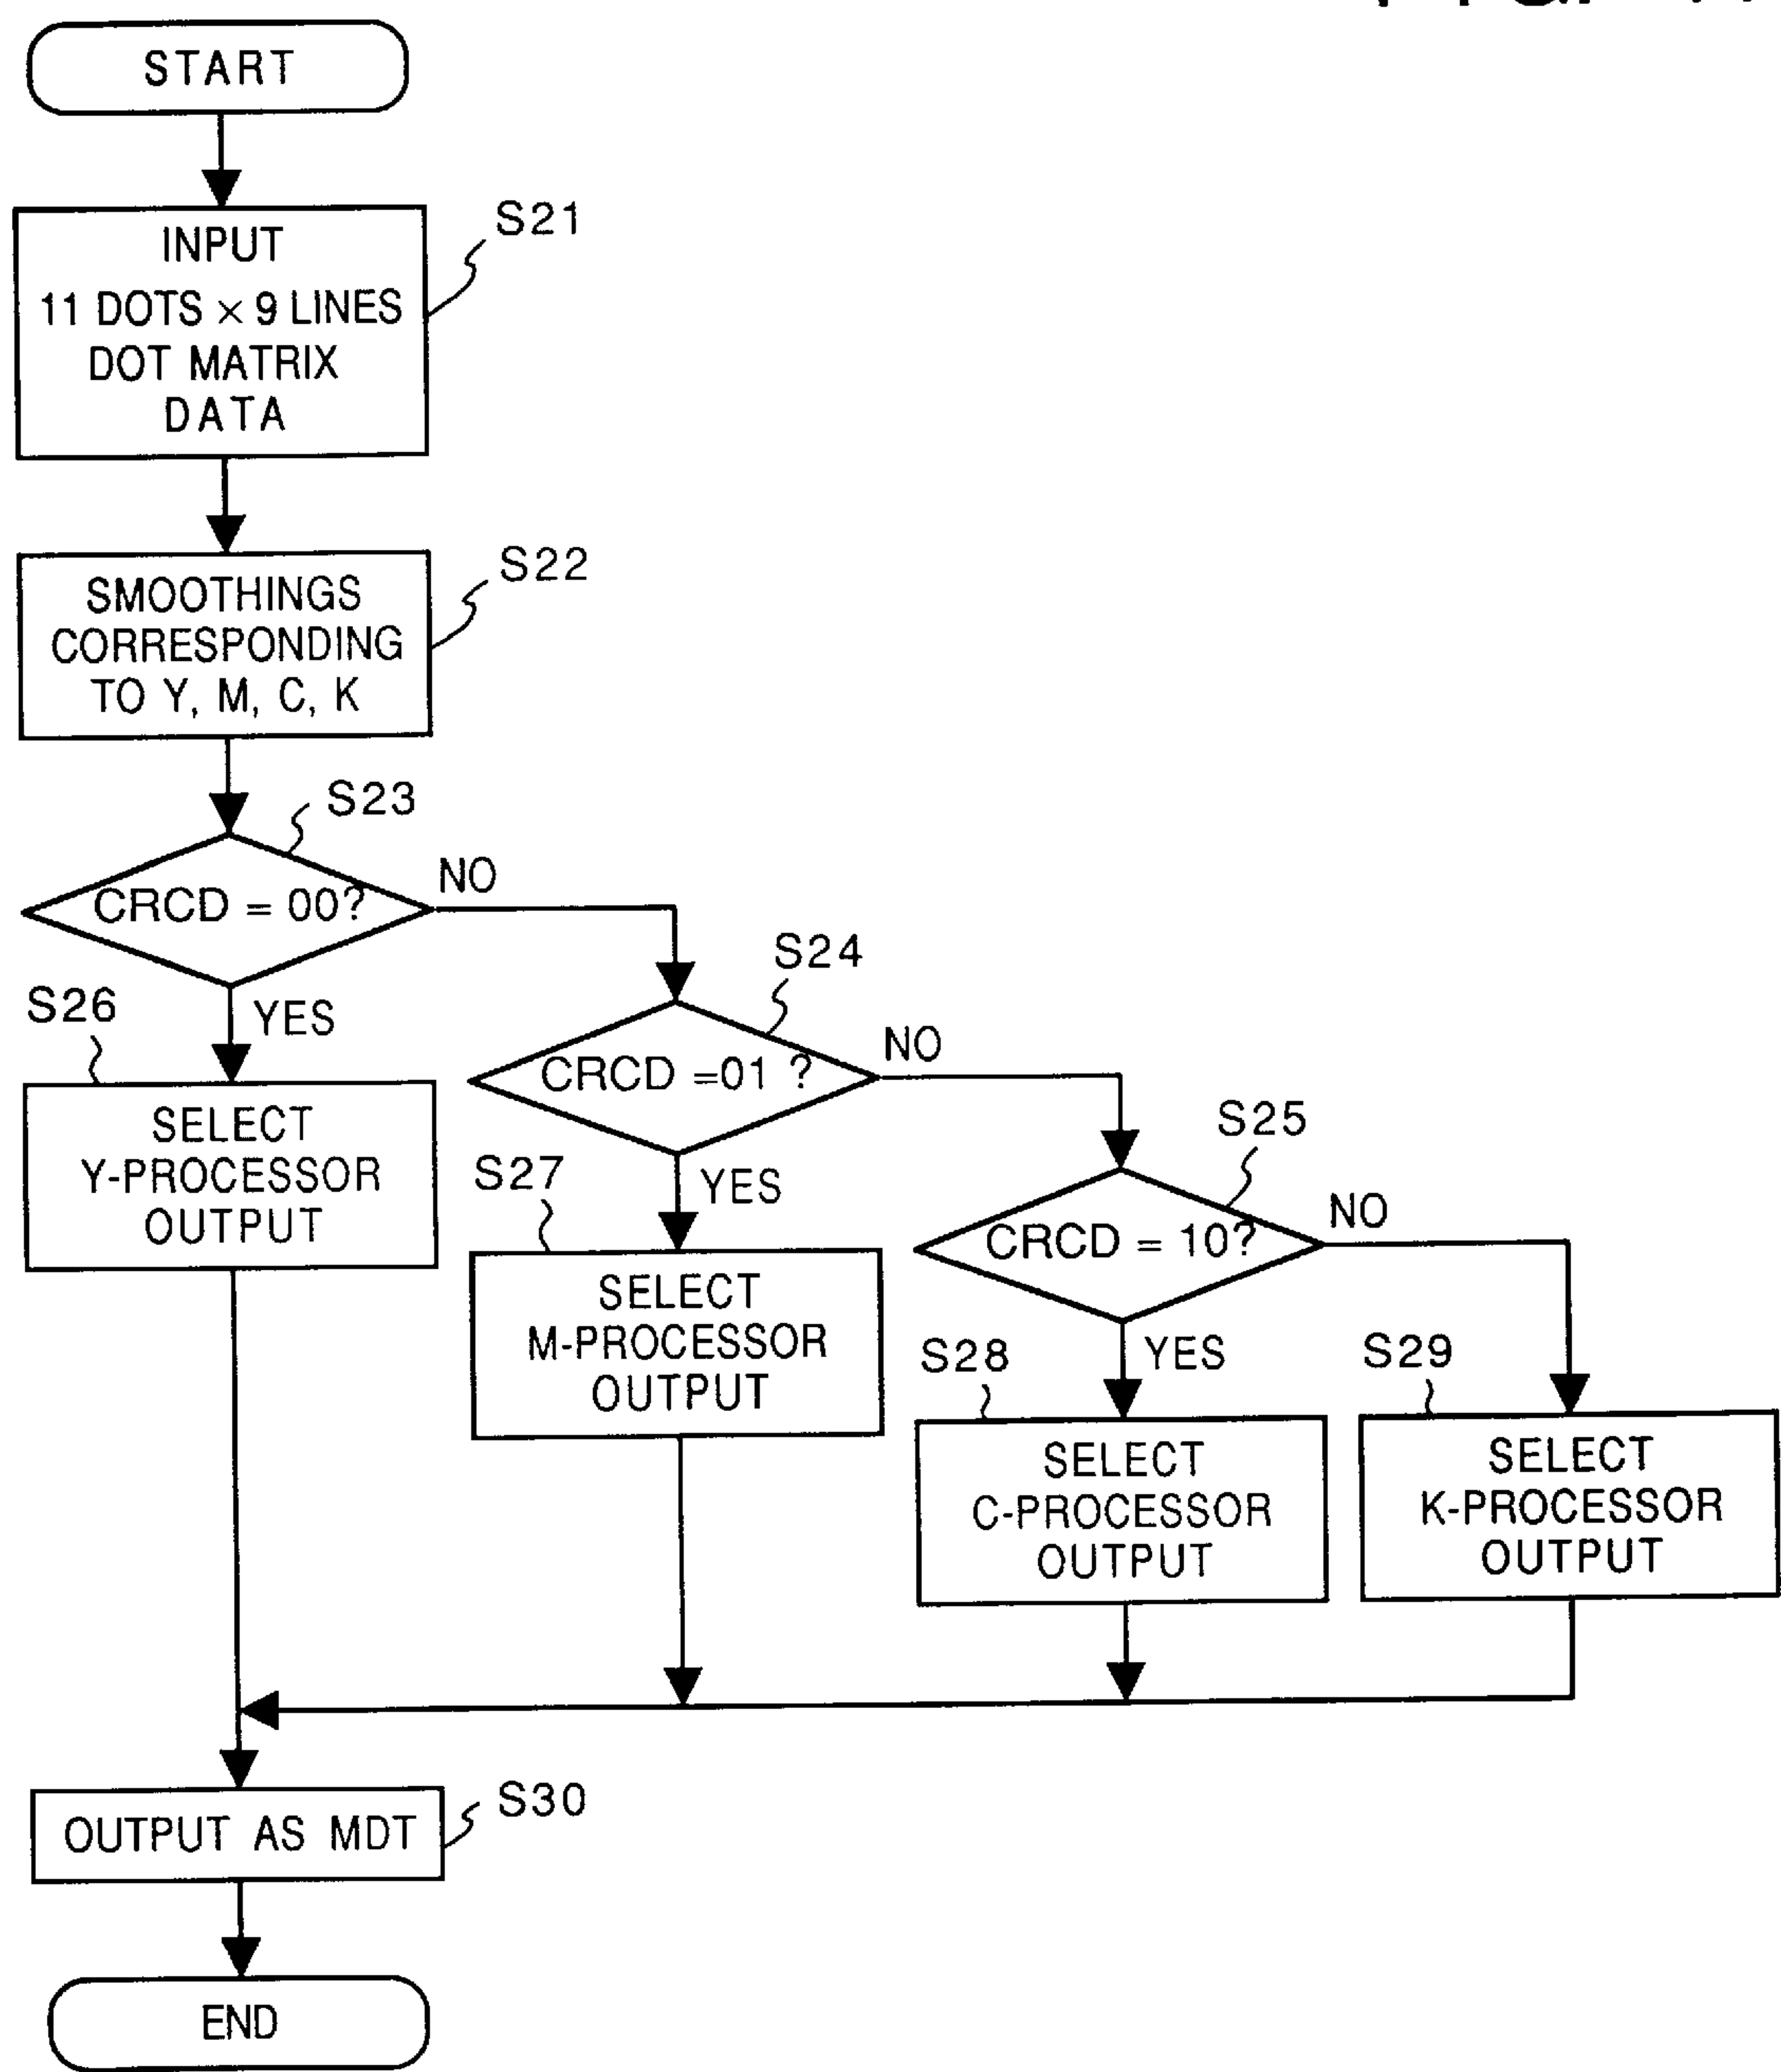 START
S21
INPUT
11 DOTS × 9 LINES
DOT MATRIX
DATA
S22
SMOOTHINGS
CORRESPONDING
TO Y, M, C, K
S23
CRCD = 00?
NO
S24
S26
YES
CRCD =01 ?
NO
SELECT
Y-PROCESSOR
OUTPUT
S25
S27
YES
CRCD = 10?
NO
SELECT
M-PROCESSOR
OUTPUT
S28
YES
S29
SELECT
C-PROCESSOR
OUTPUT
SELECT
K-PROCESSOR
OUTPUT
OUTPUT AS MDT
S30
END